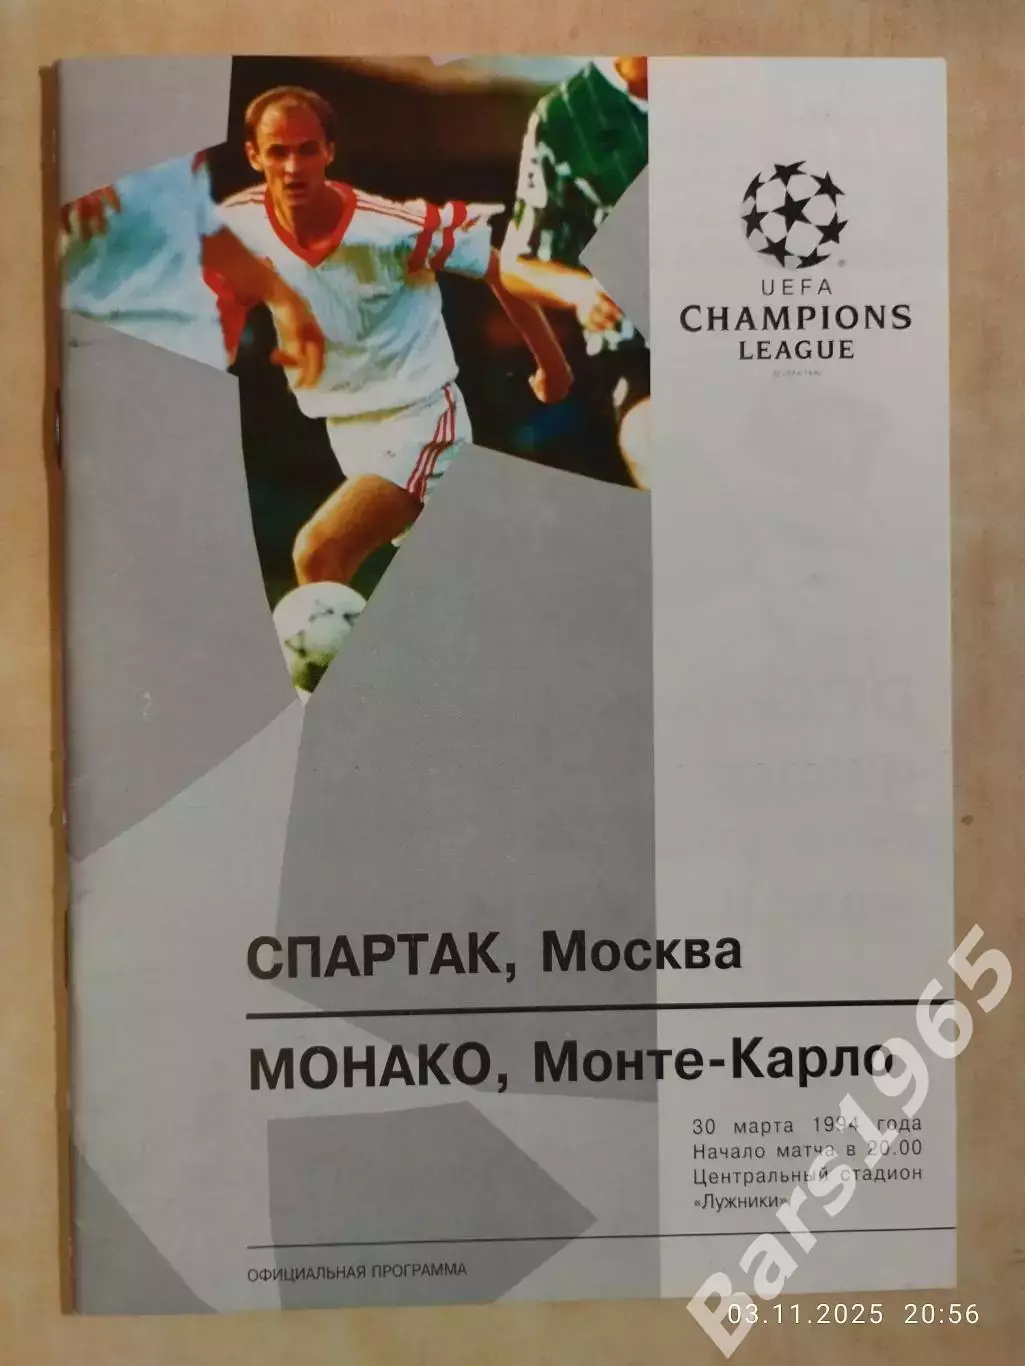 UEFA
CHAMPIONS
LEAGUE
СПАРТАК, Москва
МОНАКО, Монте-Карло
30 марта 1994 года
Начало матча в 20.00
Центральный стадион
«Лужники»
ОФИЦИАЛЬНАЯ ПРОГРАММА
Bars1965
03.11.2025 20:56